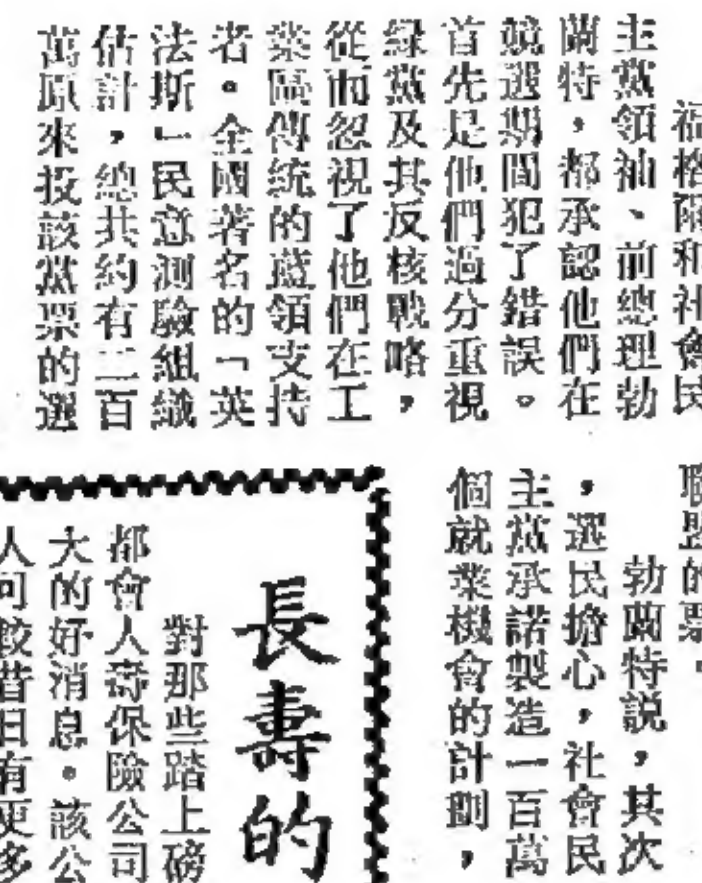 福格爾和社會民
主黨領袖、前總理勃
蘭特，都承認他們在
競選期間犯了錯誤。
首先是他們過分重視
綠黨及其反核戰略，
從而忽視了他們在工
業區傳統的藍領支持
者。全國著名的「英
法斯」民意測驗組織
估計，總共約有二百
萬原來投該黨票的選
聯盟的票。
勃蘭特説，其次
，選民擔心，社會民
主黨承諾製造一百萬
個就業機會的計劃，
長壽的
對那些踏上磅
都會人壽保險公司
大的好消息。該公
人可較昔日有更多